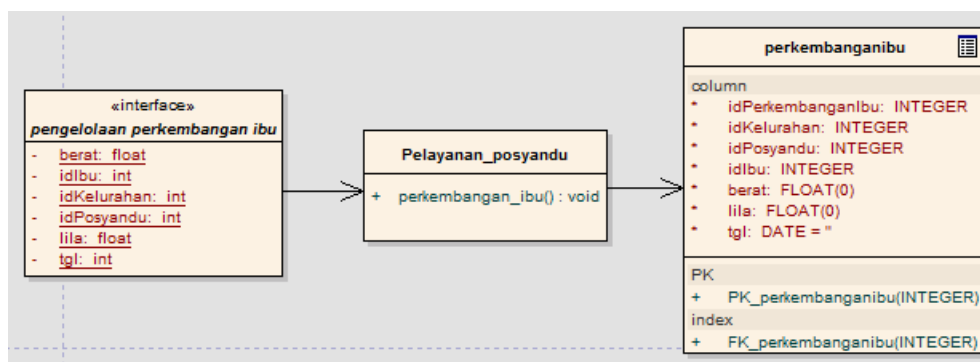 «interface»
pengelolaan perkembangan ibu
- berat: float
- idIbu: int
- idKelurahan: int
- idPosyandu: int
- lila: float
- tgl: int
Pelayanan_posyandu
+ perkembangan_ibu() : void
perkembanganibu
column
* idPerkembanganIbu: INTEGER
* idKelurahan: INTEGER
* idPosyandu: INTEGER
* idIbu: INTEGER
* berat: FLOAT(0)
* lila: FLOAT(0)
* tgl: DATE = ''
PK
+ PK_perkembanganibu(INTEGER)
index
+ FK_perkembanganibu(INTEGER)